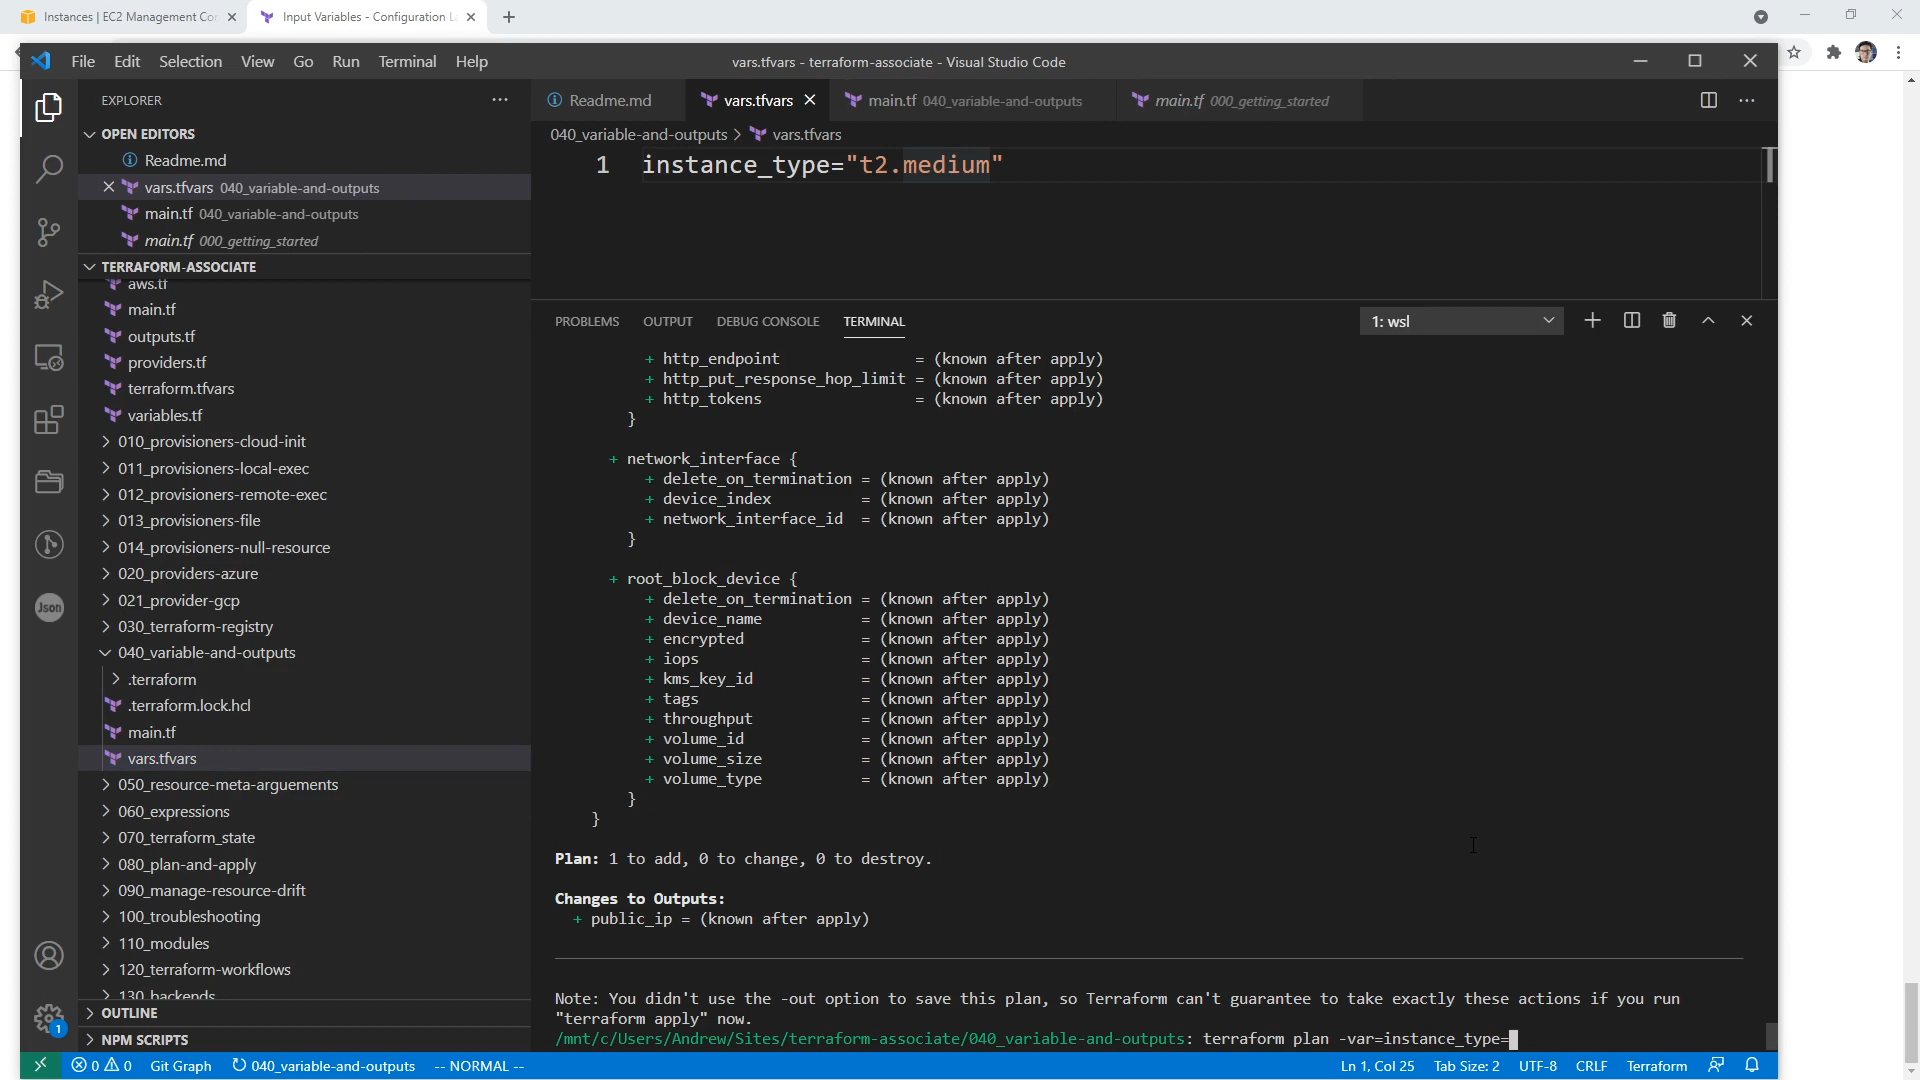 Instances | EC2 Management Con
Input Variables - Configuration La
File Edit Selection View Go Run Terminal Help
vars.tfvars - terraform-associate - Visual Studio Code
EXPLORER
Readme.md
vars.tfvars
main.tf 040_variable-and-outputs
main.tf 000_getting_started
OPEN EDITORS
Readme.md
vars.tfvars 040_variable-and-outputs
main.tf 040_variable-and-outputs
main.tf 000_getting_started
TERRAFORM-ASSOCIATE
aws.tf
main.tf
outputs.tf
providers.tf
terraform.tfvars
variables.tf
010_provisioners-cloud-init
011_provisioners-local-exec
012_provisioners-remote-exec
013_provisioners-file
014_provisioners-null-resource
020_providers-azure
021_provider-gcp
030_terraform-registry
040_variable-and-outputs
.terraform
.terraform.lock.hcl
main.tf
vars.tfvars
050_resource-meta-arguements
060_expressions
070_terraform_state
080_plan-and-apply
090_manage-resource-drift
100_troubleshooting
110_modules
120_terraform-workflows
130_backends
OUTLINE
NPM SCRIPTS
Json
1
040_variable-and-outputs > vars.tfvars
1 instance_type="t2.medium"
PROBLEMS OUTPUT DEBUG CONSOLE TERMINAL
1: wsl
+ http_endpoint = (known after apply)
+ http_put_response_hop_limit = (known after apply)
+ http_tokens = (known after apply)
}
+ network_interface {
+ delete_on_termination = (known after apply)
+ device_index = (known after apply)
+ network_interface_id = (known after apply)
}
+ root_block_device {
+ delete_on_termination = (known after apply)
+ device_name = (known after apply)
+ encrypted = (known after apply)
+ iops = (known after apply)
+ kms_key_id = (known after apply)
+ tags = (known after apply)
+ throughput = (known after apply)
+ volume_id = (known after apply)
+ volume_size = (known after apply)
+ volume_type = (known after apply)
}
}
Plan: 1 to add, 0 to change, 0 to destroy.
Changes to Outputs:
+ public_ip = (known after apply)
Note: You didn't use the -out option to save this plan, so Terraform can't guarantee to take exactly these actions if you run
"terraform apply" now.
/mnt/c/Users/Andrew/Sites/terraform-associate/040_variable-and-outputs: terraform plan -var=instance_type=
0 0 Git Graph 040_variable-and-outputs -- NORMAL --
Ln 1, Col 25 Tab Size: 2 UTF-8 CRLF Terraform